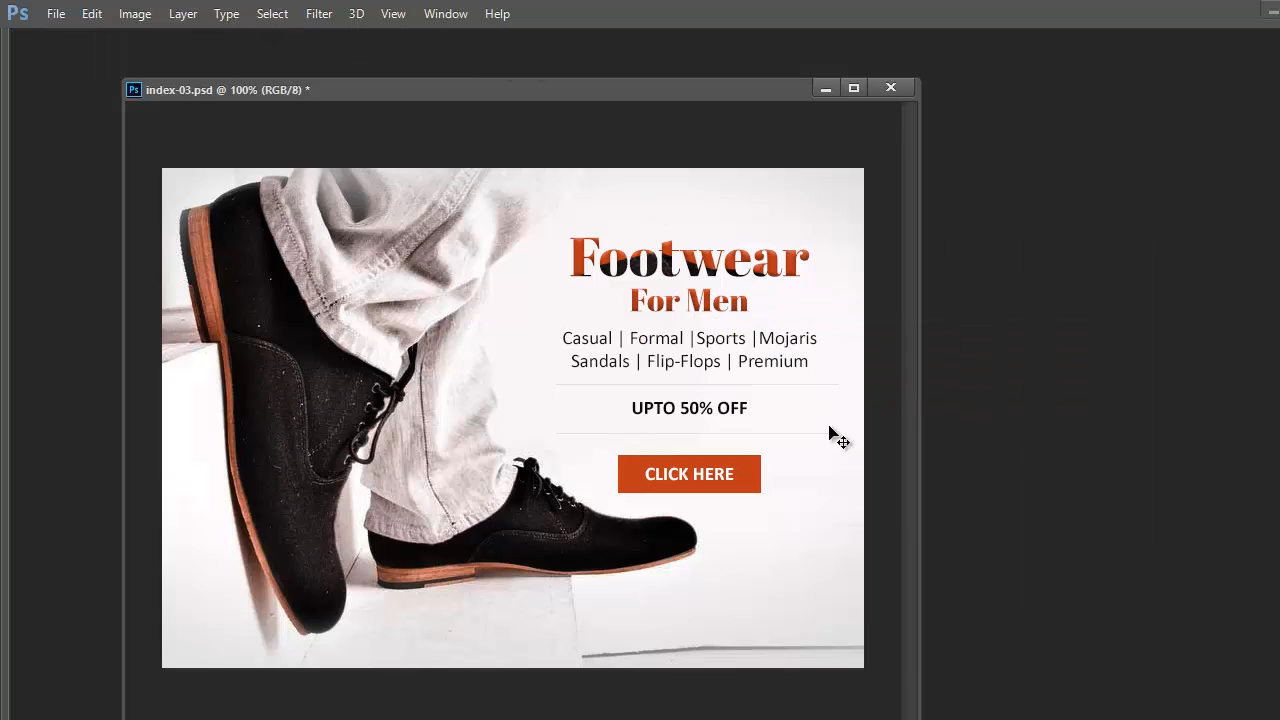 Ps File Edit Image Layer Type Select Filter 3D View Window Help
Ps index-03.psd @ 100% (RGB/8) *
Footwear
For Men
Casual | Formal |Sports |Mojaris
Sandals | Flip-Flops | Premium
UPTO 50% OFF
CLICK HERE